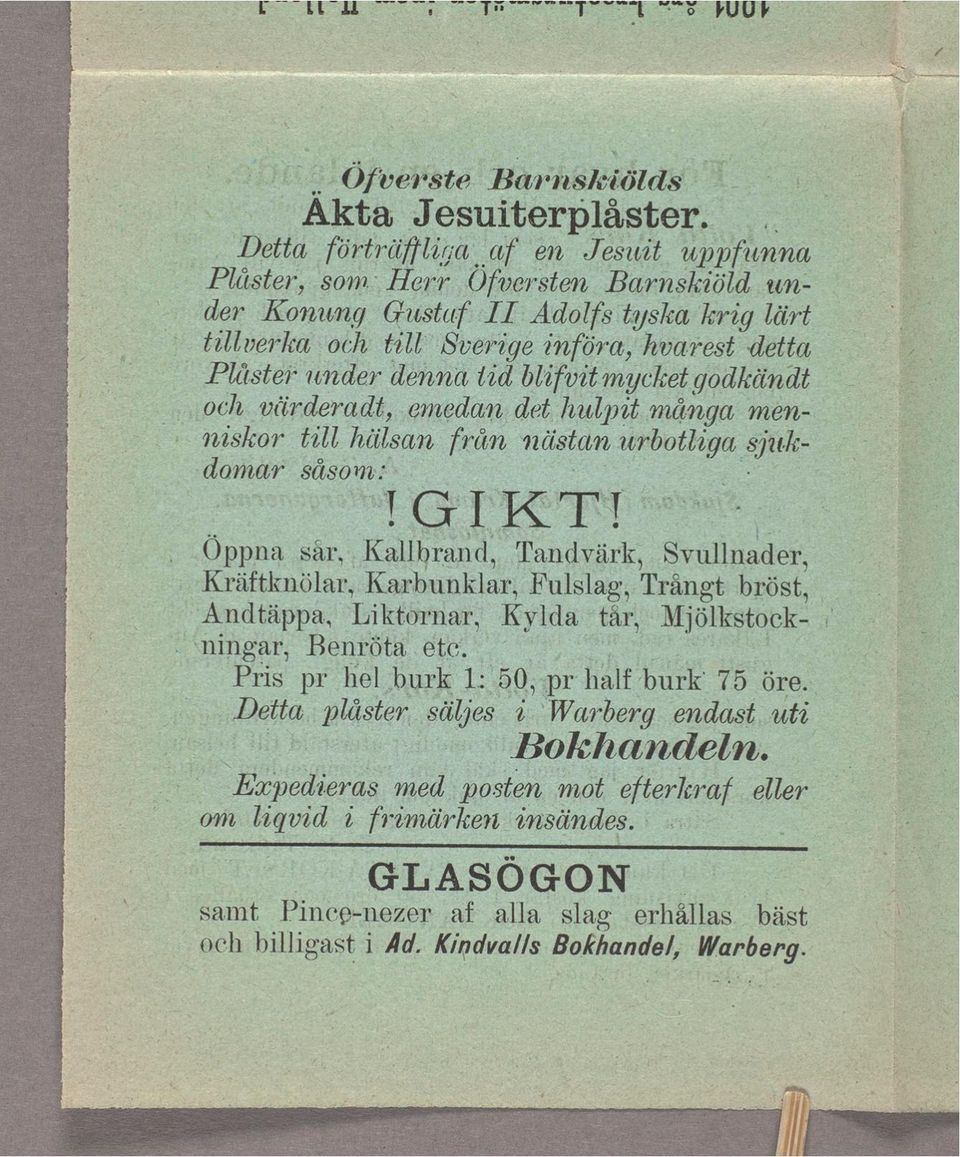 Öfverste Barnskiölds
Äkta Jesuiterplåster.
Detta förträffliga af en Jesuit uppfunna
Plåster, som Herr Öfversten Barnskiöld un-
der Konung Gustaf II Adolfs tyska krig lärt
tillverka och till Sverige införa, hvarest detta
Plåster under denna tid blifvit mycket godkändt
och värderadt, emedan det hulpit många men-
niskor till hälsan från nästan urbotliga sjuk-
domar såsom:
!GIKT!
Öppna sår, Kallbrand, Tandvärk, Svullnader,
Kräftknölar, Karbunklar, Fulslag, Trångt bröst,
Andtäppa, Liktornar, Kylda tår, Mjölkstock-
ningar, Benröta etc.
Pris pr hel burk 1: 50, pr half burk 75 öre.
Detta plåster säljes i Warberg endast uti
Bokhandeln.
Expedieras med posten mot efterkraf eller
om liqvid i frimärken insändes.
GLASÖGON
samt Pince-nezer af alla slag erhållas bäst
och billigast i Ad. Kindvalls Bokhandel, Warberg.